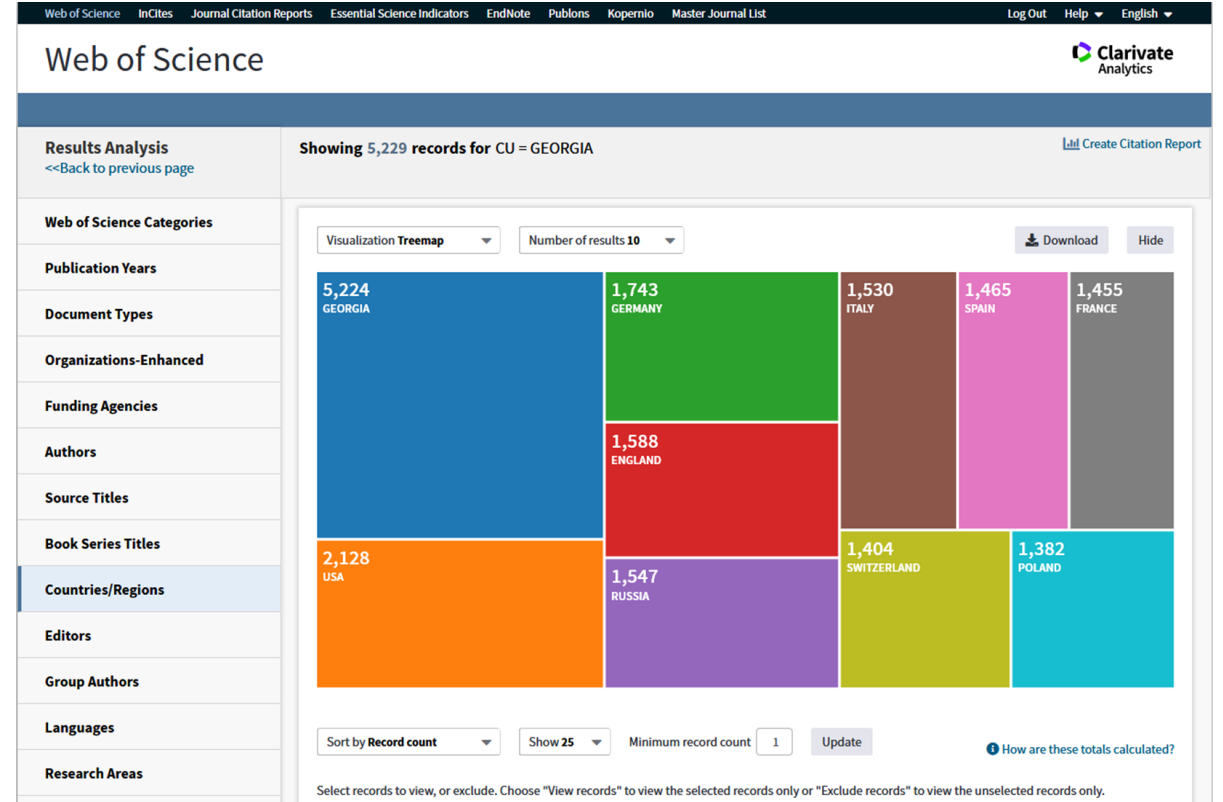 Web of Science InCites Journal Citation Reports Essential Science Indicators EndNote Publons Kopernio Master Journal List Log Out Help English
Web of Science
Clarivate
Analytics
Results Analysis
<<Back to previous page
Showing 5,229 records for CU = GEORGIA
Create Citation Report
Web of Science Categories
Publication Years
Document Types
Organizations-Enhanced
Funding Agencies
Authors
Source Titles
Book Series Titles
Countries/Regions
Editors
Group Authors
Languages
Research Areas
Visualization Treemap Number of results 10 Download Hide
5,224
GEORGIA
1,743
GERMANY
1,530
ITALY
1,465
SPAIN
1,455
FRANCE
1,588
ENGLAND
2,128
USA
1,547
RUSSIA
1,404
SWITZERLAND
1,382
POLAND
Sort by Record count Show 25 Minimum record count 1 Update
How are these totals calculated?
Select records to view, or exclude. Choose "View records" to view the selected records only or "Exclude records" to view the unselected records only.